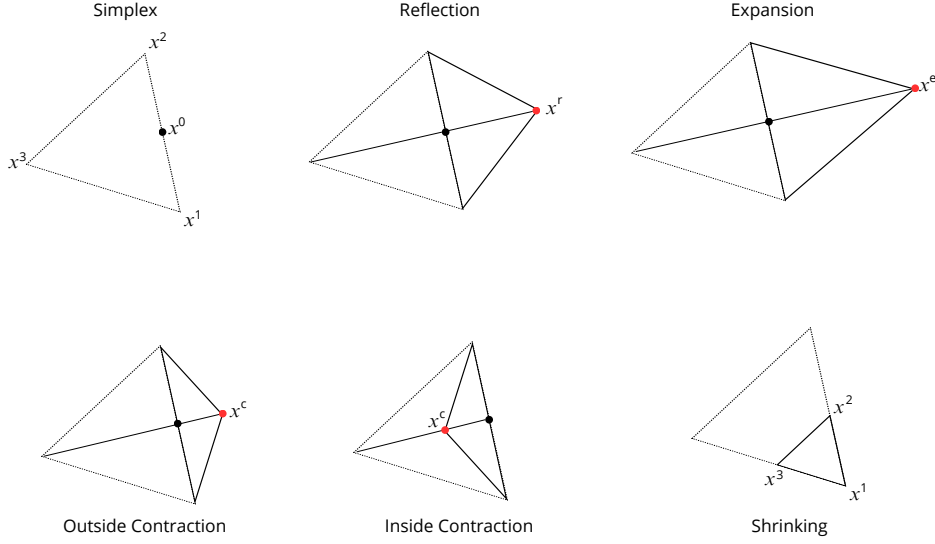 Simplex
Reflection
Expansion
x²
x⁰
x³
x¹
xʳ
xᵉ
xᶜ
xᶜ
x²
x³
x¹
Outside Contraction
Inside Contraction
Shrinking